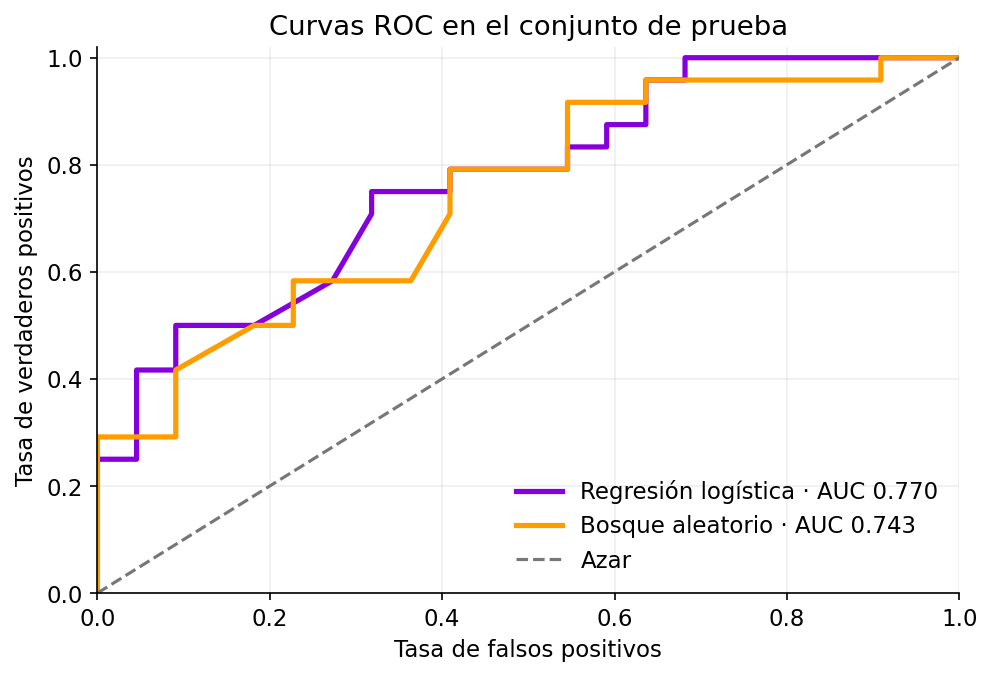 Curvas ROC en el conjunto de prueba
Tasa de verdaderos positivos
1.0
0.8
0.6
0.4
0.2
0.0
Regresión logística · AUC 0.770
Bosque aleatorio · AUC 0.743
Azar
0.0 0.2 0.4 0.6 0.8 1.0
Tasa de falsos positivos